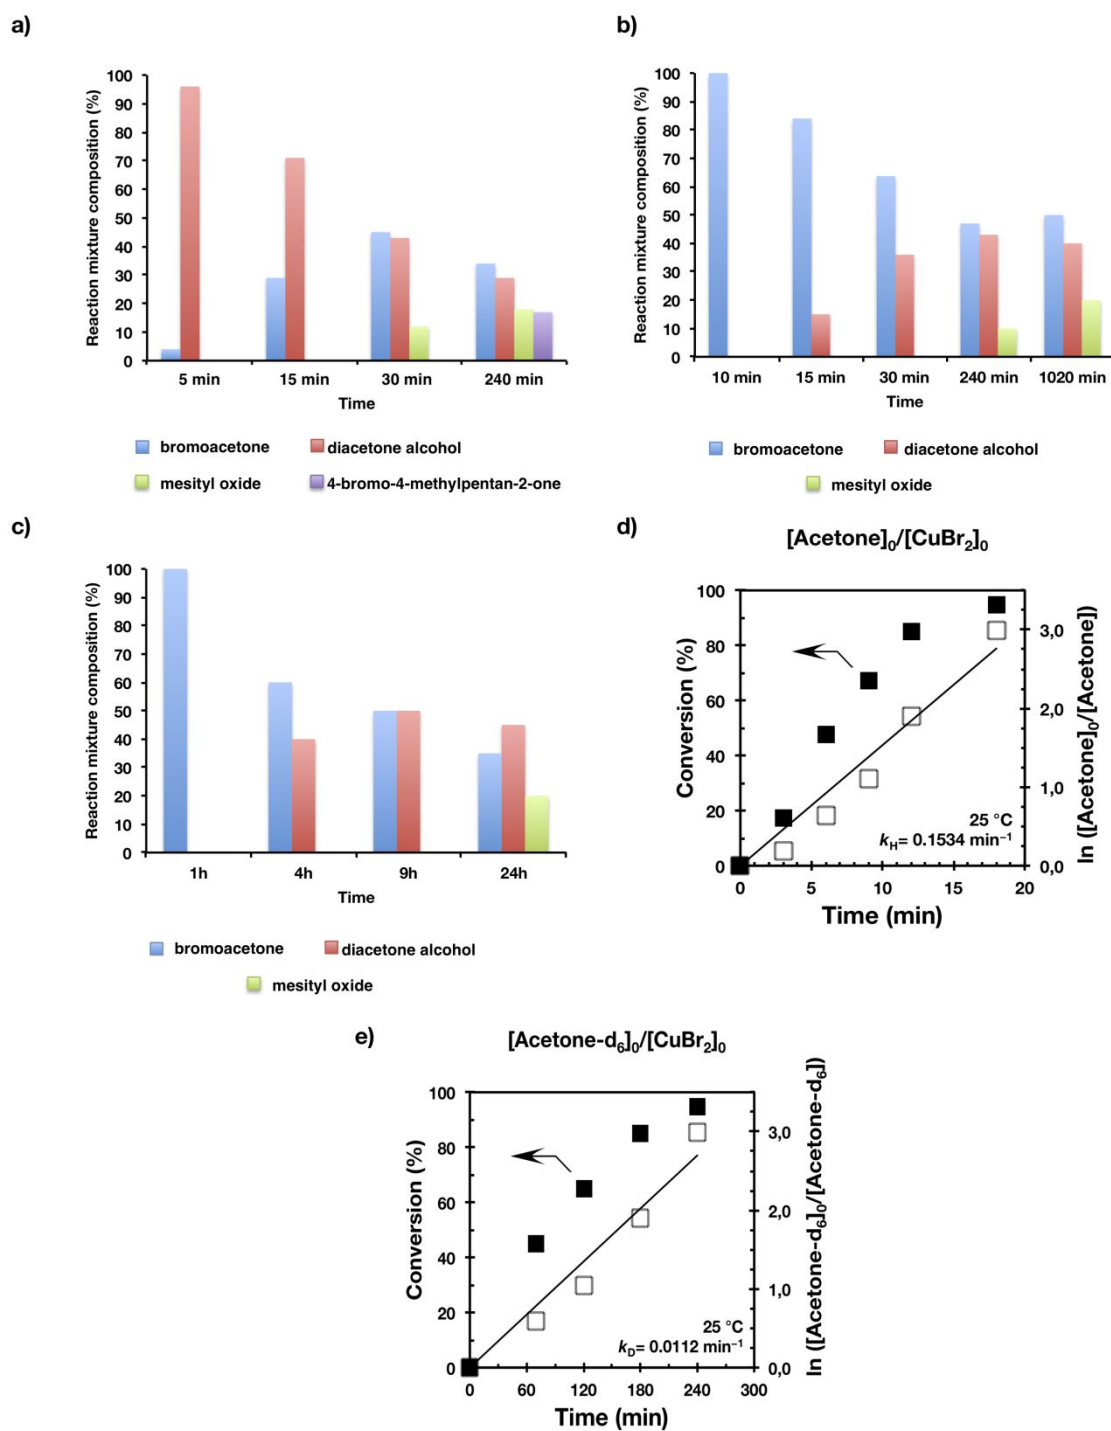 a)
Reaction mixture composition (%)
100
90
80
70
60
50
40
30
20
10
0
5 min 15 min 30 min 240 min
Time
bromoacetone diacetone alcohol
mesityl oxide 4-bromo-4-methylpentan-2-one
b)
Reaction mixture composition (%)
100
90
80
70
60
50
40
30
20
10
0
10 min 15 min 30 min 240 min 1020 min
Time
bromoacetone diacetone alcohol
mesityl oxide
c)
Reaction mixture composition (%)
100
90
80
70
60
50
40
30
20
10
0
1h 4h 9h 24h
Time
bromoacetone diacetone alcohol
mesityl oxide
d)
[Acetone]₀/[CuBr₂]₀
Conversion (%)
100
80
60
40
20
0
3,0
2,0
1,0
0,0
ln ([Acetone]₀/[Acetone])
25 °C
k_H= 0.1534 min⁻¹
0 5 10 15 20
Time (min)
e)
[Acetone-d₆]₀/[CuBr₂]₀
Conversion (%)
100
80
60
40
20
0
3,0
2,0
1,0
0,0
ln ([Acetone-d₆]₀/[Acetone-d₆])
25 °C
k_D= 0.0112 min⁻¹
0 60 120 180 240 300
Time (min)